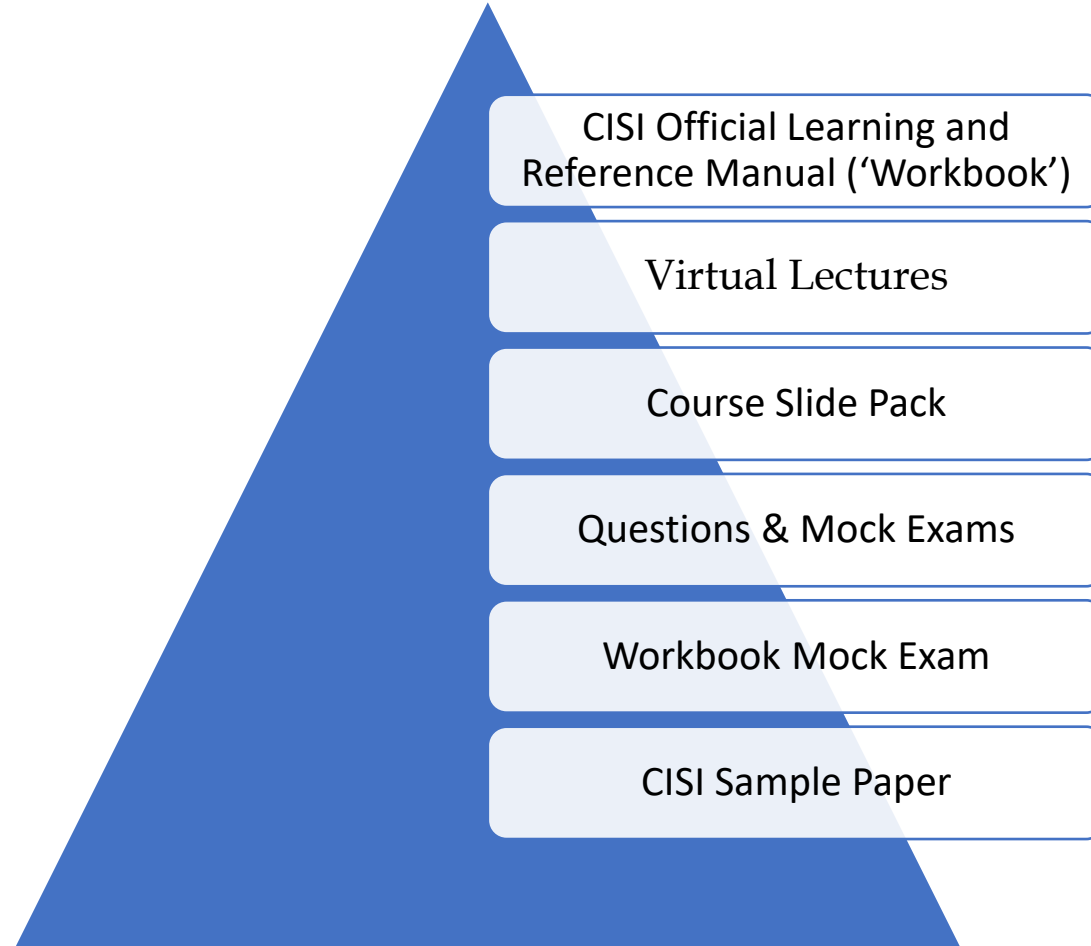 CISI Official Learning and
Reference Manual (‘Workbook’)
Virtual Lectures
Course Slide Pack
Questions & Mock Exams
Workbook Mock Exam
CISI Sample Paper